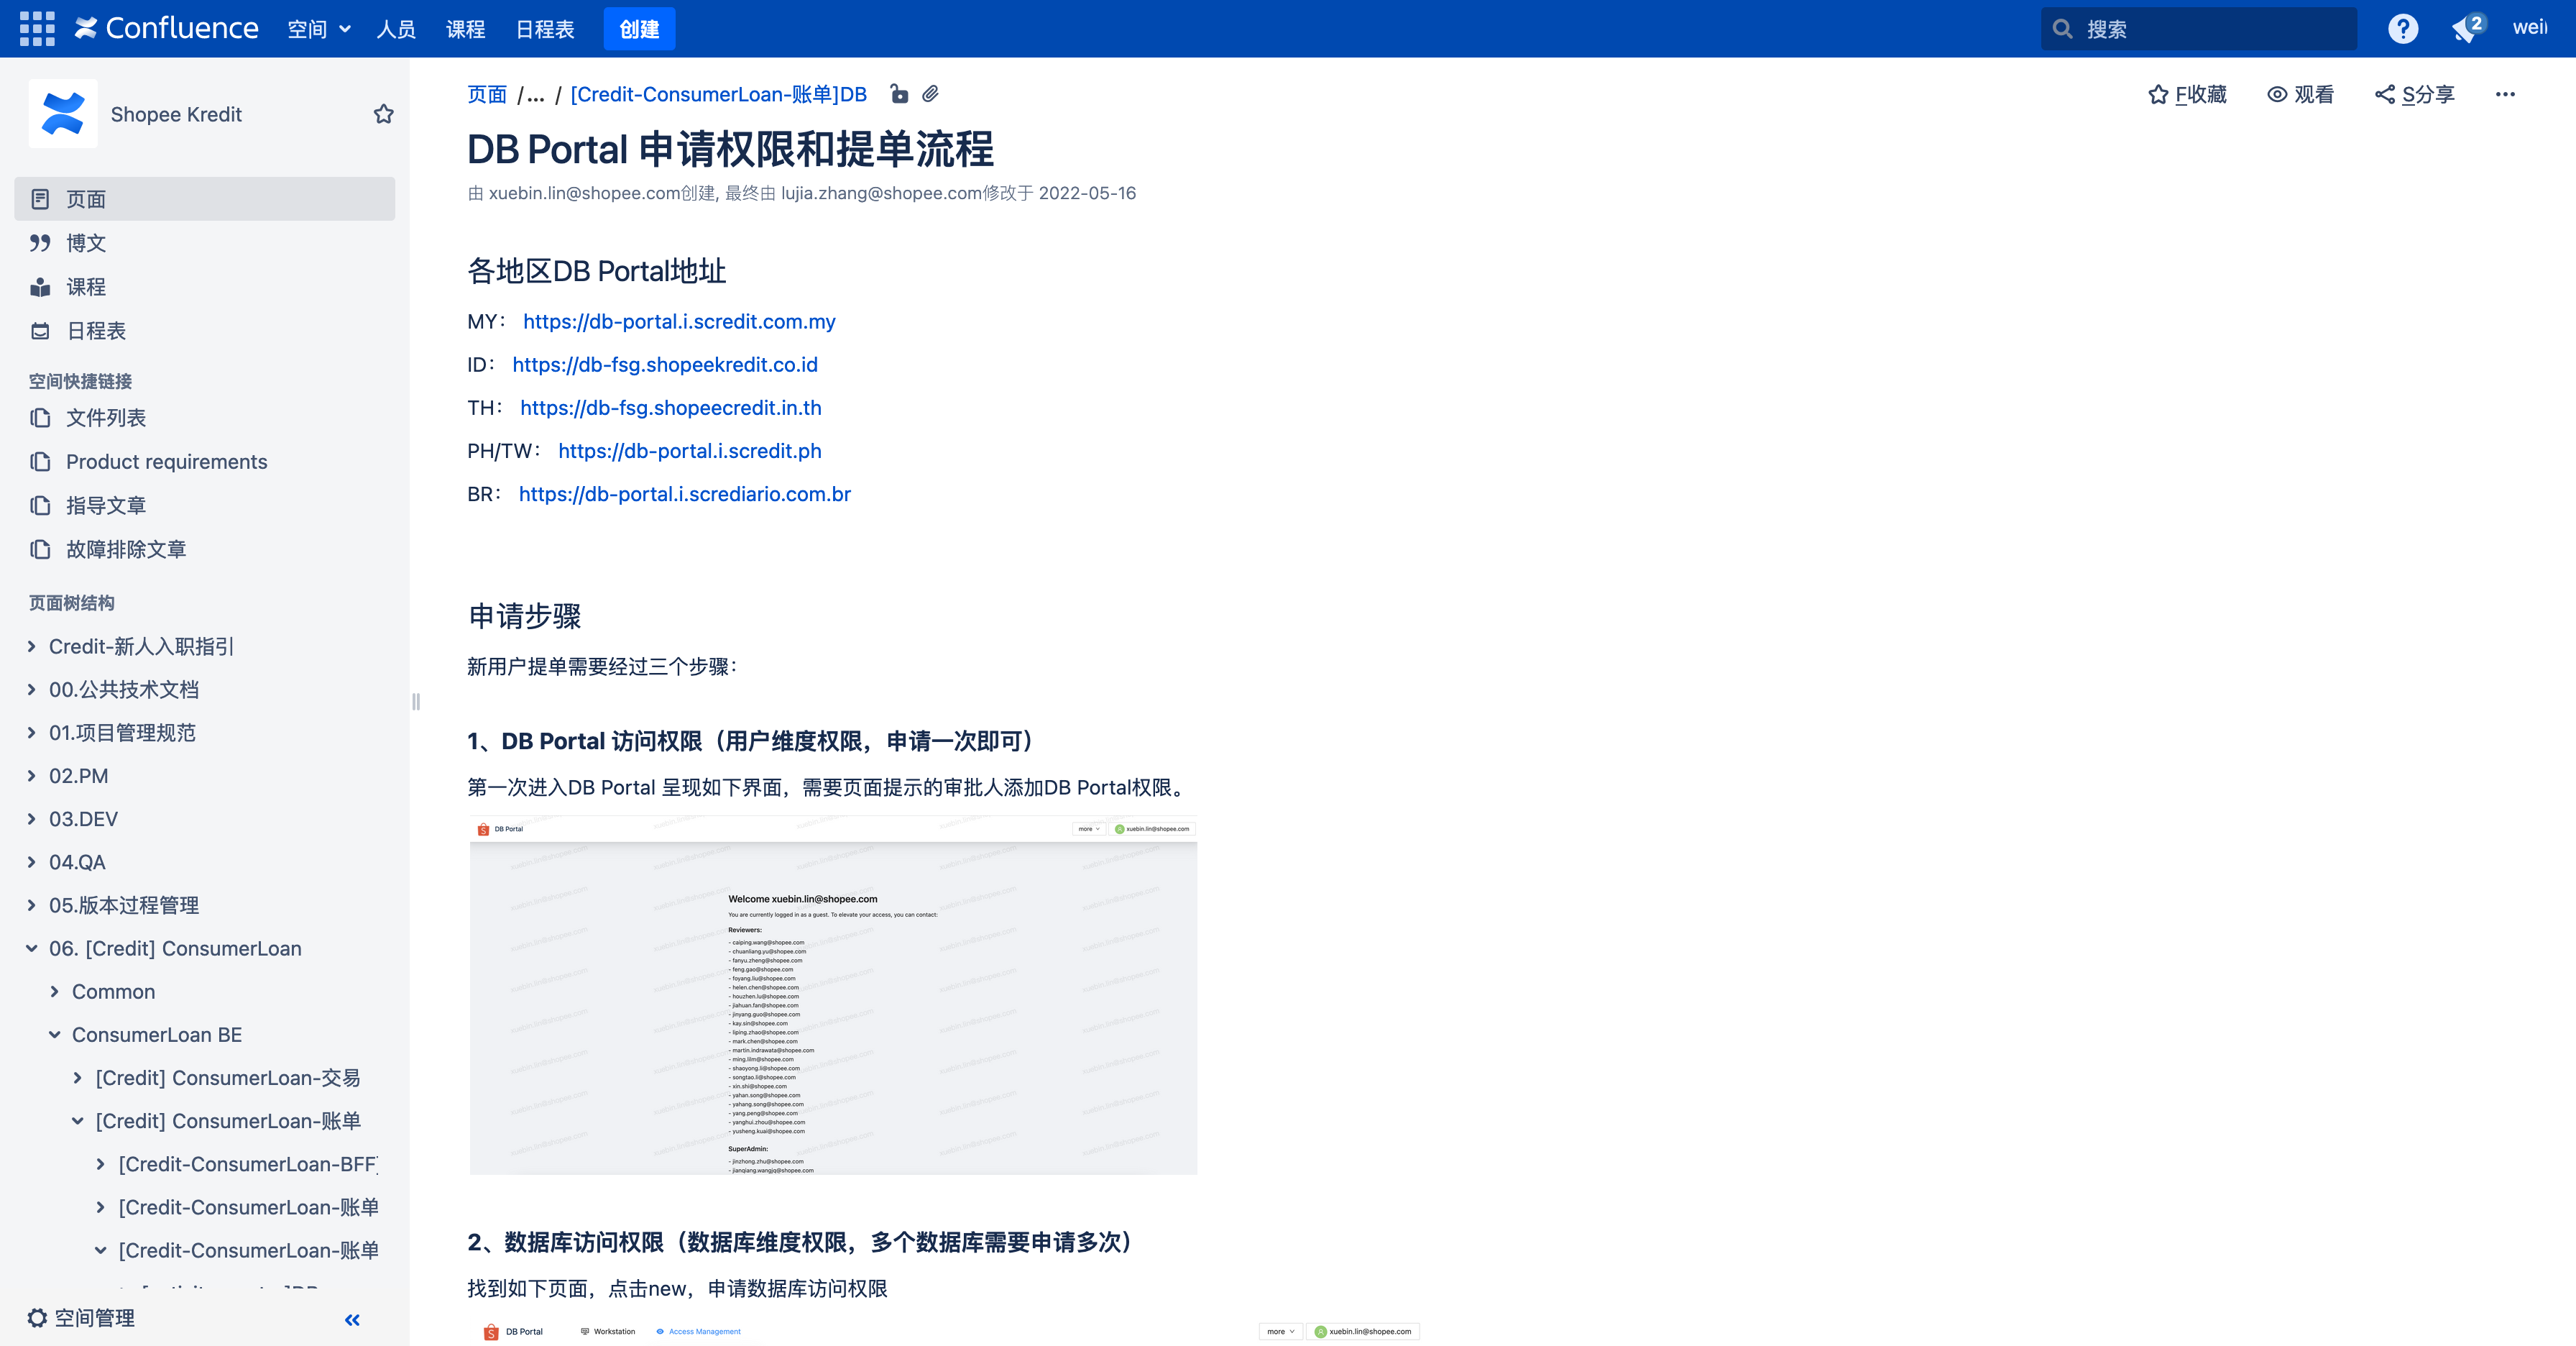 Confluence 空间 人员 课程 日程表 创建 搜索 ? 2
Shopee Kredit
页面
博文
课程
日程表
空间快捷链接
文件列表
Product requirements
指导文章
故障排除文章
页面树结构
Credit-新人入职指引
00.公共技术文档
01.项目管理规范
02.PM
03.DEV
04.QA
05.版本过程管理
06. [Credit] ConsumerLoan
Common
ConsumerLoan BE
[Credit] ConsumerLoan-交易
[Credit] ConsumerLoan-账单
[Credit-ConsumerLoan-BFF]
[Credit-ConsumerLoan-账单
[Credit-ConsumerLoan-账单
空间管理
页面 /... / [Credit-ConsumerLoan-账单]DB
F收藏 观看 S分享
DB Portal 申请权限和提单流程
由 xuebin.lin@shopee.com创建, 最终由 lujia.zhang@shopee.com修改于 2022-05-16
各地区DB Portal地址
MY： https://db-portal.i.scredit.com.my
ID： https://db-fsg.shopeekredit.co.id
TH： https://db-fsg.shopeecredit.in.th
PH/TW： https://db-portal.i.scredit.ph
BR： https://db-portal.i.scrediario.com.br
申请步骤
新用户提单需要经过三个步骤：
1、DB Portal 访问权限（用户维度权限，申请一次即可）
第一次进入DB Portal 呈现如下界面，需要页面提示的审批人添加DB Portal权限。
DB Portal more xuebin.lin@shopee.com
Welcome xuebin.lin@shopee.com
You are currently logged in as a guest. To elevate your access, you can contact:
Reviewers:
- caiping.wang@shopee.com
- chuanliang.yu@shopee.com
- fanyu.zheng@shopee.com
- feng.gao@shopee.com
- foyang.liu@shopee.com
- helen.chen@shopee.com
- houzhen.lu@shopee.com
- jiahuan.fan@shopee.com
- jinyang.guo@shopee.com
- kay.sin@shopee.com
- liping.zhao@shopee.com
- mark.chen@shopee.com
- martin.indrawata@shopee.com
- ming.lilm@shopee.com
- shaoyong.li@shopee.com
- songtao.li@shopee.com
- xin.shi@shopee.com
- yahan.song@shopee.com
- yahang.song@shopee.com
- yang.peng@shopee.com
- yanghui.zhou@shopee.com
- yusheng.kuai@shopee.com
SuperAdmin:
- jinzhong.zhu@shopee.com
- jianqiang.wangjq@shopee.com
2、数据库访问权限（数据库维度权限，多个数据库需要申请多次）
找到如下页面，点击new，申请数据库访问权限
DB Portal Workstation Access Management more xuebin.lin@shopee.com